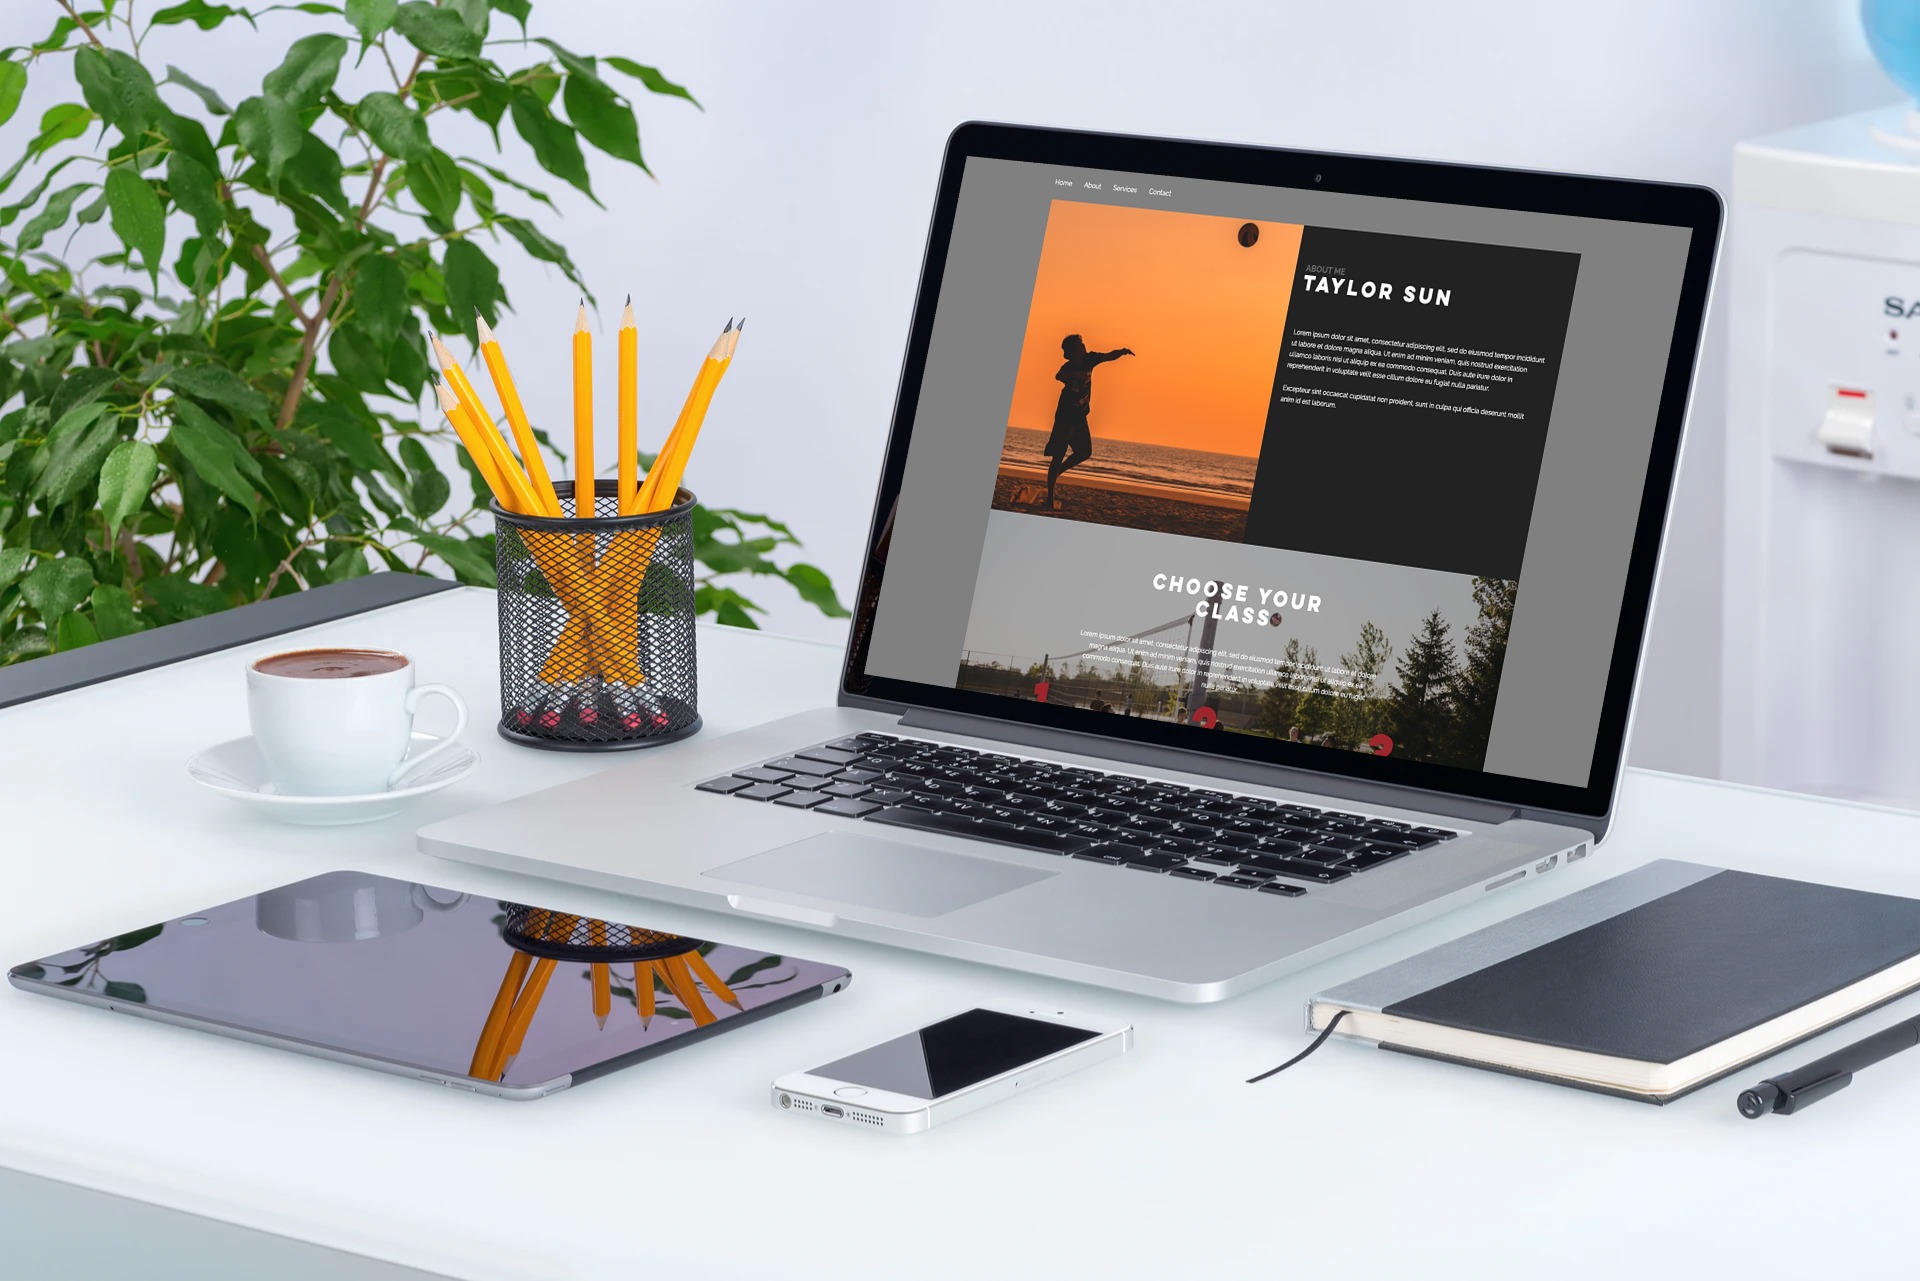 Home About Services Contact
ABOUT ME
TAYLOR SUN
Lorem ipsum dolor sit amet, consectetur adipiscing elit, sed do eiusmod tempor incididunt
ut labore et dolore magna aliqua. Ut enim ad minim veniam, quis nostrud exercitation
ullamco laboris nisi ut aliquip ex ea commodo consequat. Duis aute irure dolor in
reprehenderit in voluptate velit esse cillum dolore eu fugiat nulla pariatur.
Excepteur sint occaecat cupidatat non proident, sunt in culpa qui officia deserunt mollit
anim id est laborum.
CHOOSE YOUR
CLASS
Lorem ipsum dolor sit amet, consectetur adipiscing elit, sed do eiusmod tempor incididunt ut labore et dolore
magna aliqua. Ut enim ad minim veniam, quis nostrud exercitation ullamco laboris nisi ut aliquip ex ea
commodo consequat. Duis aute irure dolor in reprehenderit in voluptate velit esse cillum dolore eu fugiat
nulla pariatur.
1
2
3
SA